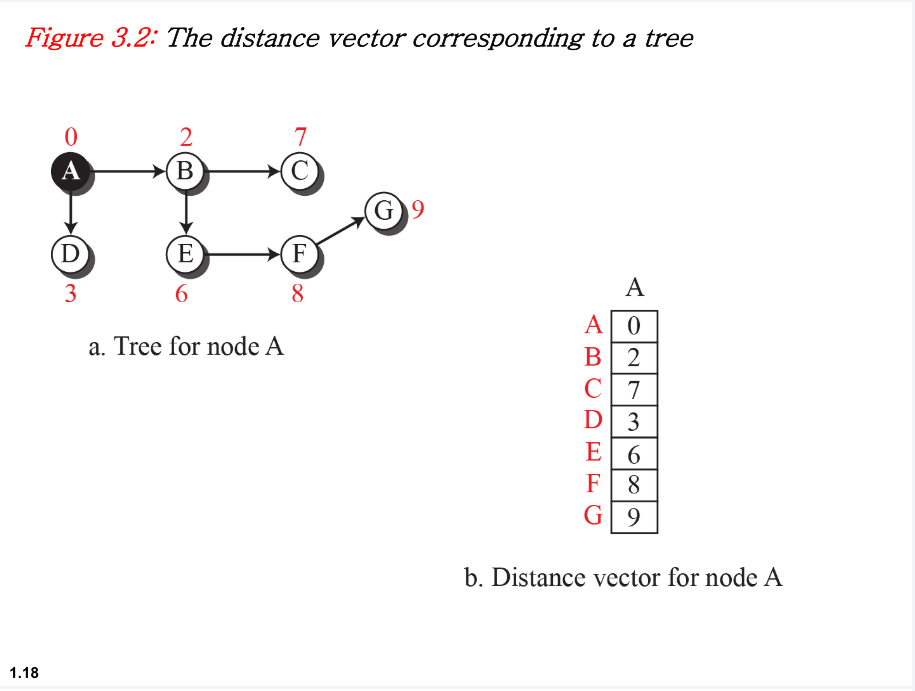 Figure 3.2: The distance vector corresponding to a tree
0 2 7
A B C
G 9
D E F
3 6 8
a. Tree for node A
A
A 0
B 2
C 7
D 3
E 6
F 8
G 9
b. Distance vector for node A
1.18